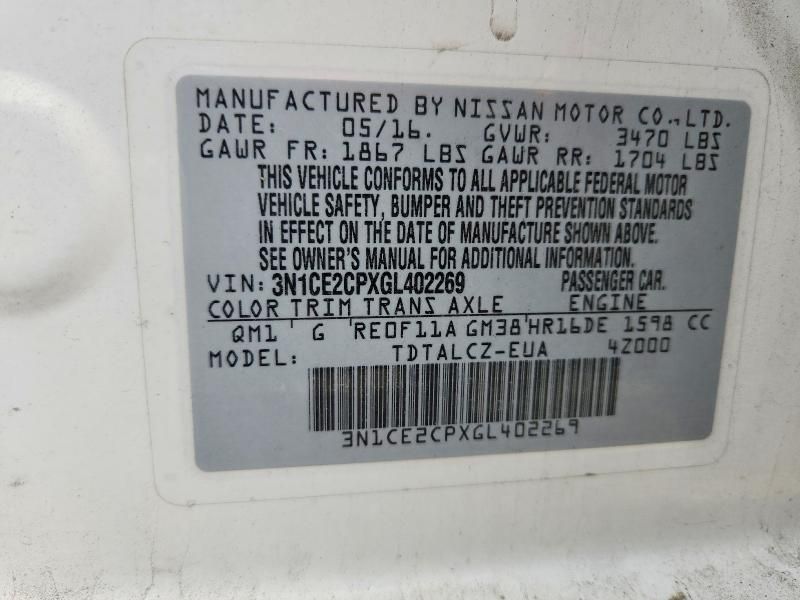 MANUFACTURED BY NISSAN MOTOR CO.,LTD.
DATE: 05/16. GVWR: 3470 LBS
GAWR FR: 1867 LBS GAWR RR: 1704 LBS
THIS VEHICLE CONFORMS TO ALL APPLICABLE FEDERAL MOTOR
VEHICLE SAFETY, BUMPER AND THEFT PREVENTION STANDARDS
IN EFFECT ON THE DATE OF MANUFACTURE SHOWN ABOVE.
SEE OWNER'S MANUAL FOR ADDITIONAL INFORMATION.
VIN: 3N1CE2CPXGL402269 PASSENGER CAR.
COLOR TRIM TRANS AXLE ENGINE
QM1 G RE0F11A GM38 HR16DE 1598 CC
MODEL: TDTALCZ-EUA 4Z000
3N1CE2CPXGL402269